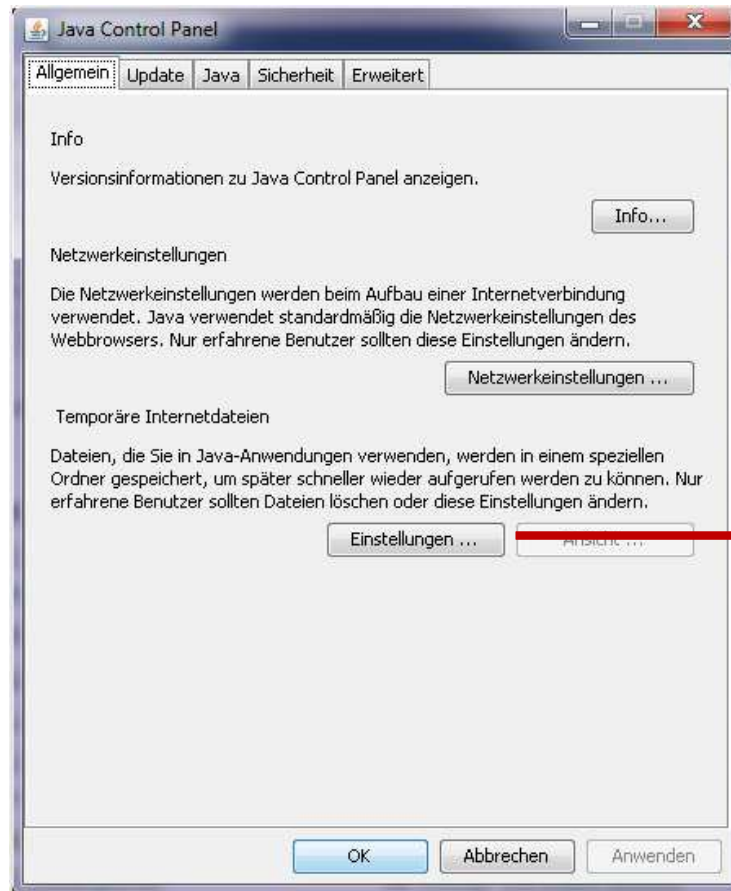 Java Control Panel
Allgemein Update Java Sicherheit Erweitert
Info
Versionsinformationen zu Java Control Panel anzeigen.
Info...
Netzwerkeinstellungen
Die Netzwerkeinstellungen werden beim Aufbau einer Internetverbindung
verwendet. Java verwendet standardmäßig die Netzwerkeinstellungen des
Webbrowsers. Nur erfahrene Benutzer sollten diese Einstellungen ändern.
Netzwerkeinstellungen ...
Temporäre Internetdateien
Dateien, die Sie in Java-Anwendungen verwenden, werden in einem speziellen
Ordner gespeichert, um später schneller wieder aufgerufen werden zu können. Nur
erfahrene Benutzer sollten Dateien löschen oder diese Einstellungen ändern.
Einstellungen ... Ansicht ...
OK Abbrechen Anwenden